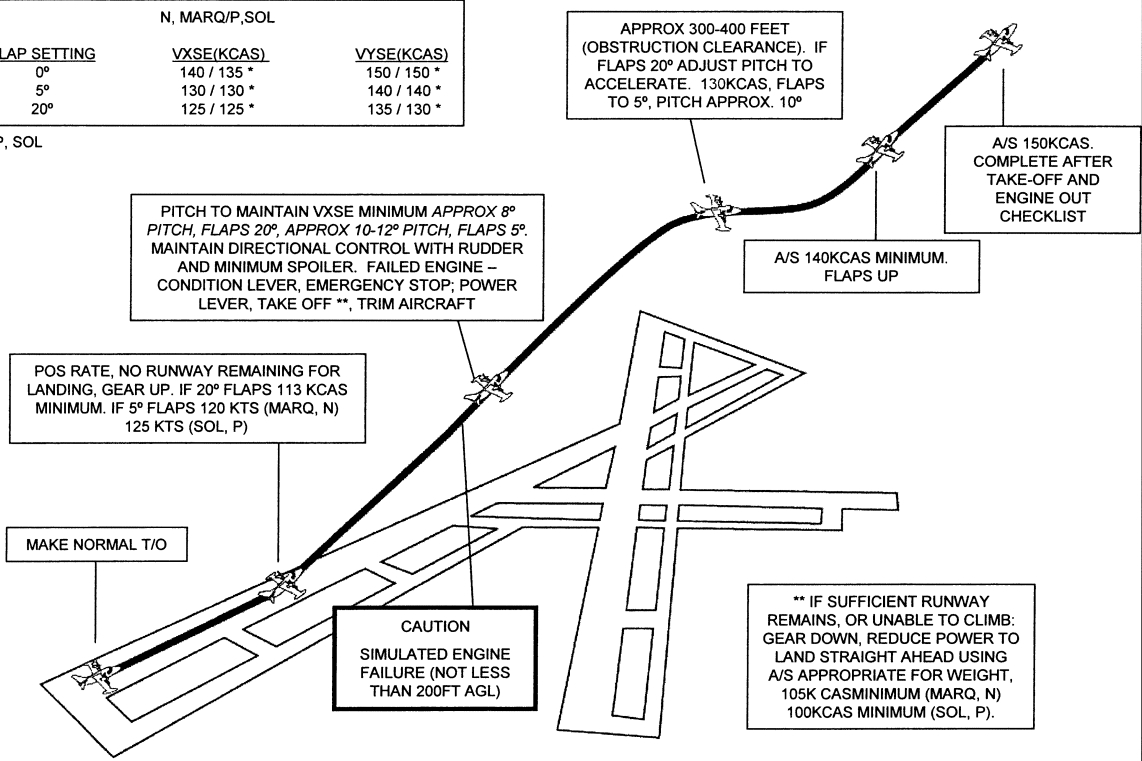 N, MARQ/P,SOL
LAP SETTING VXSE(KCAS) VYSE(KCAS)
0º 140 / 135 * 150 / 150 *
5º 130 / 130 * 140 / 140 *
20º 125 / 125 * 135 / 130 *
P, SOL
APPROX 300-400 FEET
(OBSTRUCTION CLEARANCE). IF
FLAPS 20º ADJUST PITCH TO
ACCELERATE. 130KCAS, FLAPS
TO 5º, PITCH APPROX. 10º
A/S 150KCAS.
COMPLETE AFTER
TAKE-OFF AND
ENGINE OUT
CHECKLIST
A/S 140KCAS MINIMUM.
FLAPS UP
PITCH TO MAINTAIN VXSE MINIMUM APPROX 8º
PITCH, FLAPS 20º, APPROX 10-12º PITCH, FLAPS 5º.
MAINTAIN DIRECTIONAL CONTROL WITH RUDDER
AND MINIMUM SPOILER. FAILED ENGINE –
CONDITION LEVER, EMERGENCY STOP; POWER
LEVER, TAKE OFF **, TRIM AIRCRAFT
POS RATE, NO RUNWAY REMAINING FOR
LANDING, GEAR UP. IF 20º FLAPS 113 KCAS
MINIMUM. IF 5º FLAPS 120 KTS (MARQ, N)
125 KTS (SOL, P)
MAKE NORMAL T/O
CAUTION
SIMULATED ENGINE
FAILURE (NOT LESS
THAN 200FT AGL)
** IF SUFFICIENT RUNWAY
REMAINS, OR UNABLE TO CLIMB:
GEAR DOWN, REDUCE POWER TO
LAND STRAIGHT AHEAD USING
A/S APPROPRIATE FOR WEIGHT,
105K CASMINIMUM (MARQ, N)
100KCAS MINIMUM (SOL, P).